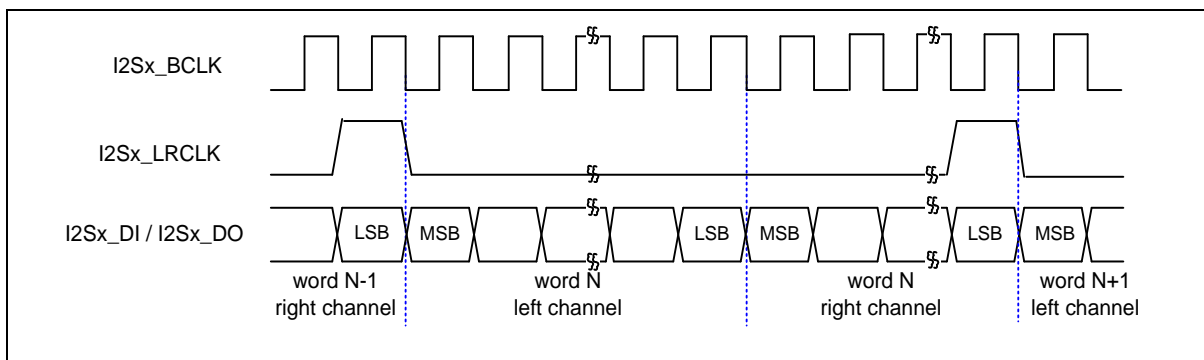 I2Sx_BCLK
I2Sx_LRCLK
I2Sx_DI / I2Sx_DO
LSB
MSB
LSB
MSB
LSB
MSB
word N-1
right channel
word N
left channel
word N
right channel
word N+1
left channel